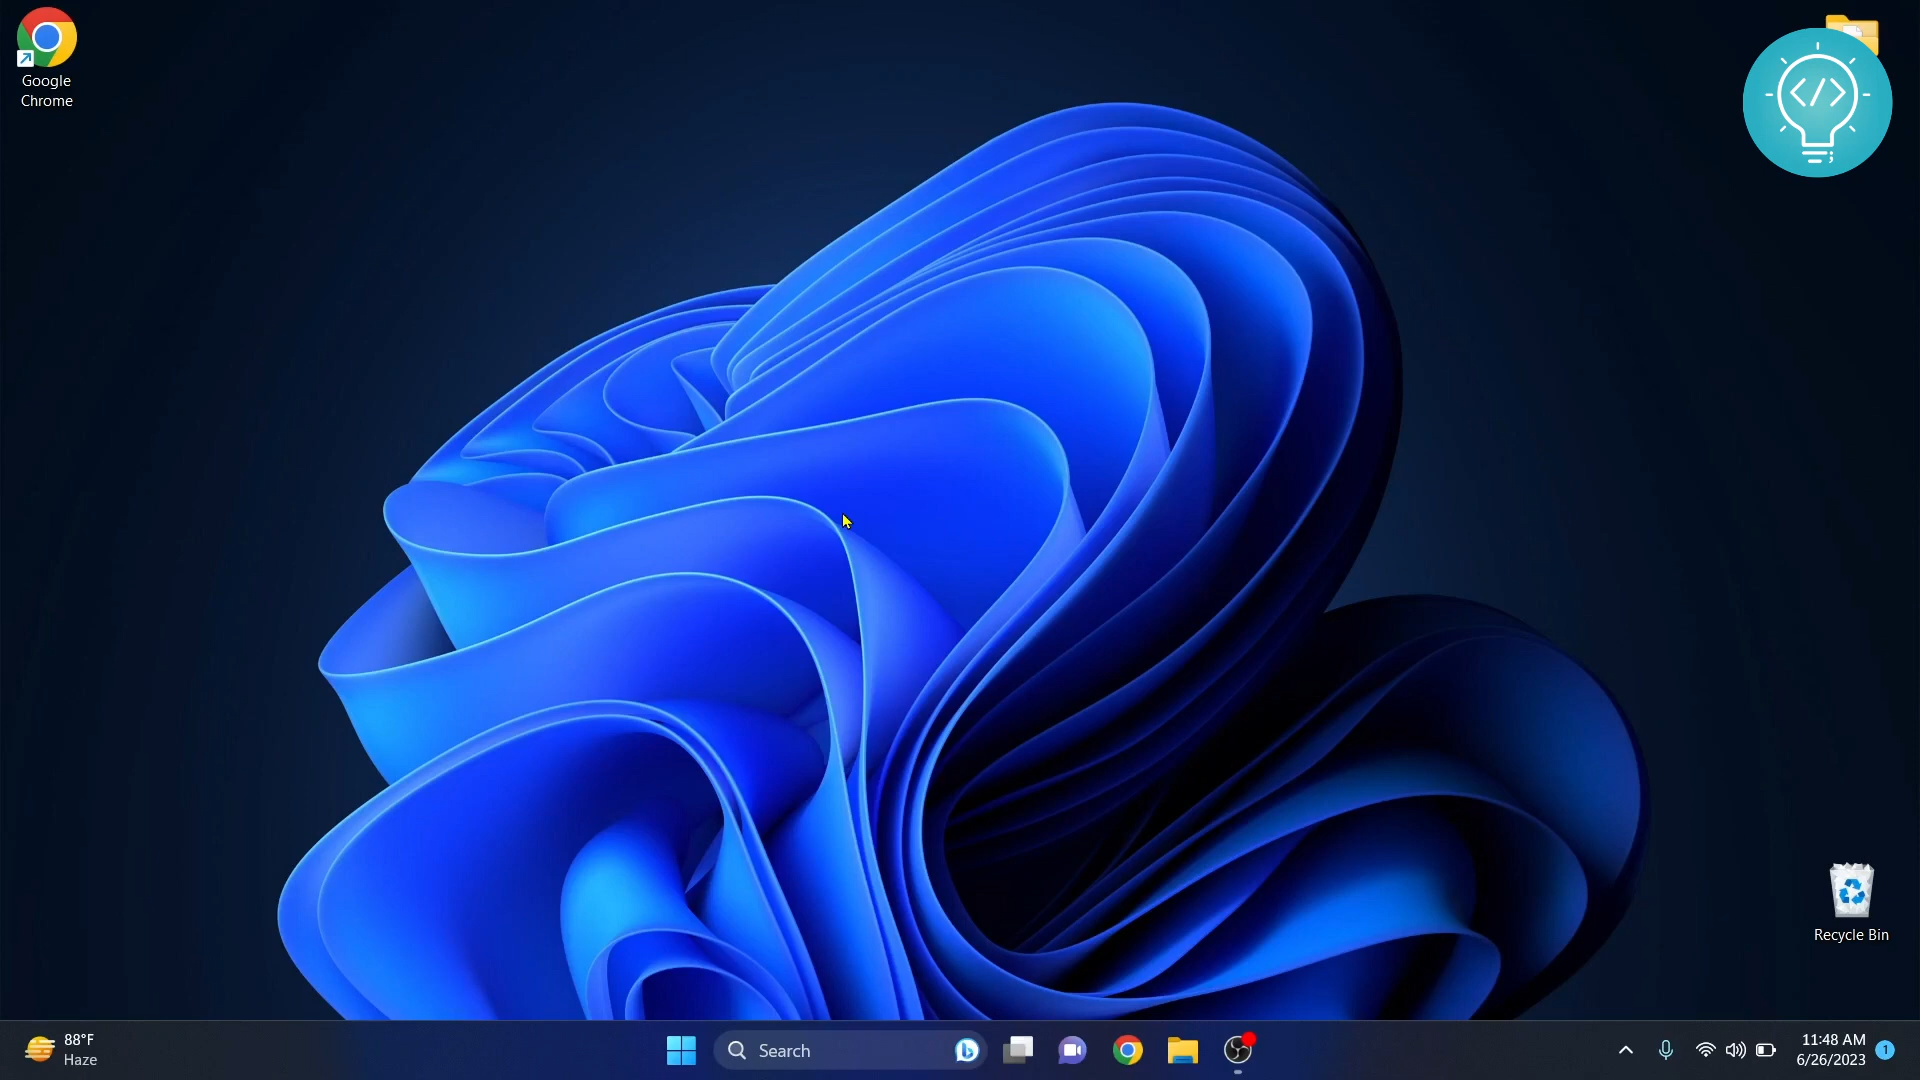 Google
Chrome
</>
Recycle Bin
88°F
Haze
Search
11:48 AM
6/26/2023
1